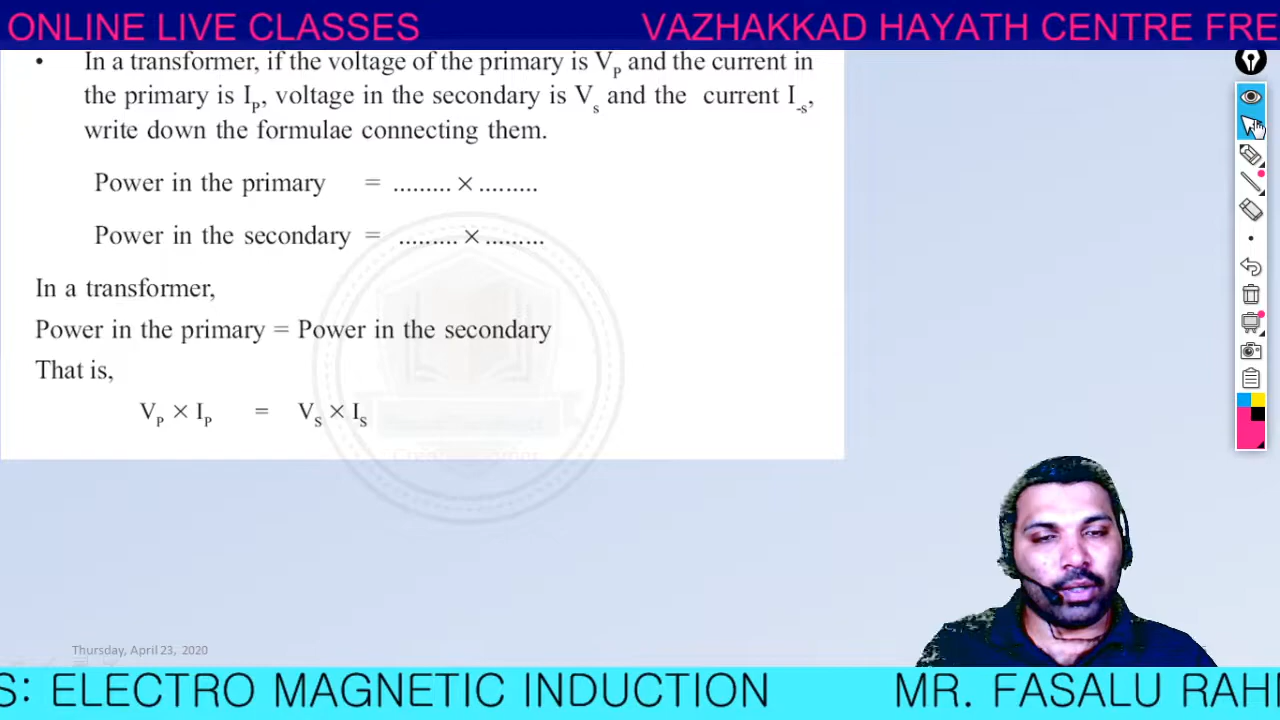 ONLINE LIVE CLASSES VAZHAKKAD HAYATH CENTRE FRE
• In a transformer, if the voltage of the primary is VP and the current in
the primary is IP, voltage in the secondary is Vs and the current I-s,
write down the formulae connecting them.
Power in the primary = ......... × .........
Power in the secondary = ......... × .........
In a transformer,
Power in the primary = Power in the secondary
That is,
VP × IP = VS × IS
Thursday, April 23, 2020
S: ELECTRO MAGNETIC INDUCTION MR. FASALU RAH